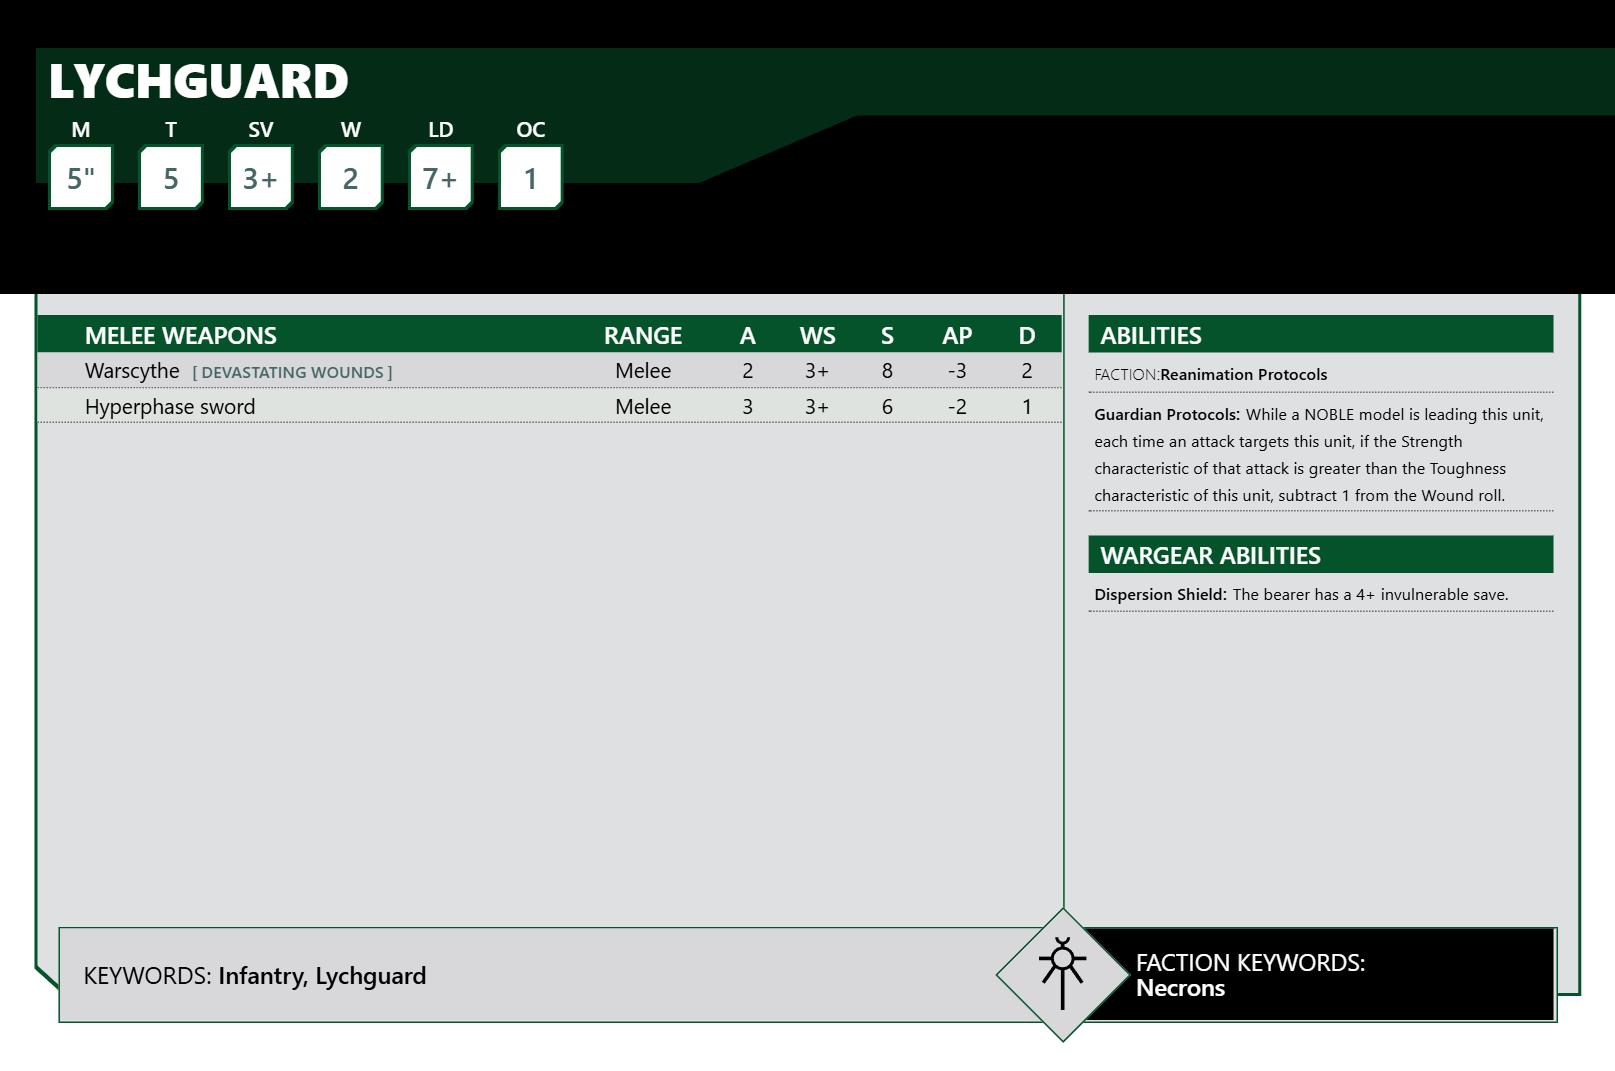 LYCHGUARD
M T SV W LD OC
5" 5 3+ 2 7+ 1
MELEE WEAPONS RANGE A WS S AP D
Warscythe [ DEVASTATING WOUNDS ] Melee 2 3+ 8 -3 2
Hyperphase sword Melee 3 3+ 6 -2 1
ABILITIES
FACTION:Reanimation Protocols
Guardian Protocols: While a NOBLE model is leading this unit,
each time an attack targets this unit, if the Strength
characteristic of that attack is greater than the Toughness
characteristic of this unit, subtract 1 from the Wound roll.
WARGEAR ABILITIES
Dispersion Shield: The bearer has a 4+ invulnerable save.
KEYWORDS: Infantry, Lychguard
FACTION KEYWORDS:
Necrons